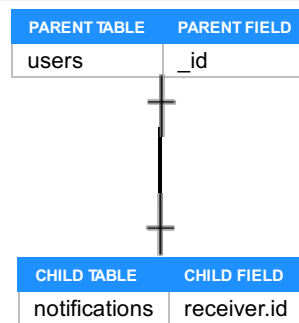 PARENT TABLE PARENT FIELD
users _id
CHILD TABLE CHILD FIELD
notifications receiver.id